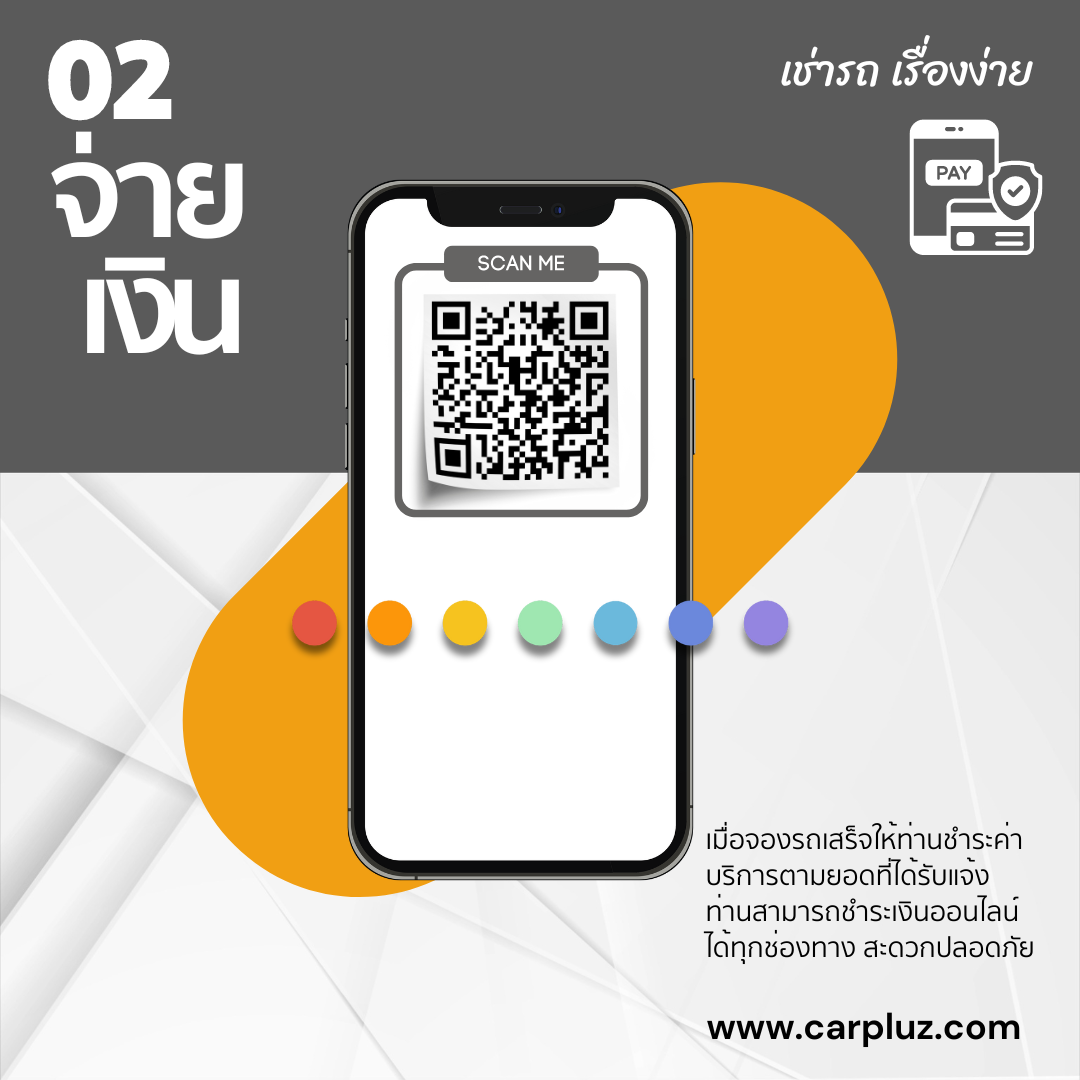 02
จ่าย
เงิน
เช่ารถ เรื่องง่าย
PAY
SCAN ME
เมื่อจองรถเสร็จให้ท่านชำระค่า
บริการตามยอดที่ได้รับแจ้ง
ท่านสามารถชำระเงินออนไลน์
ได้ทุกช่องทาง สะดวกปลอดภัย
www.carpluz.com